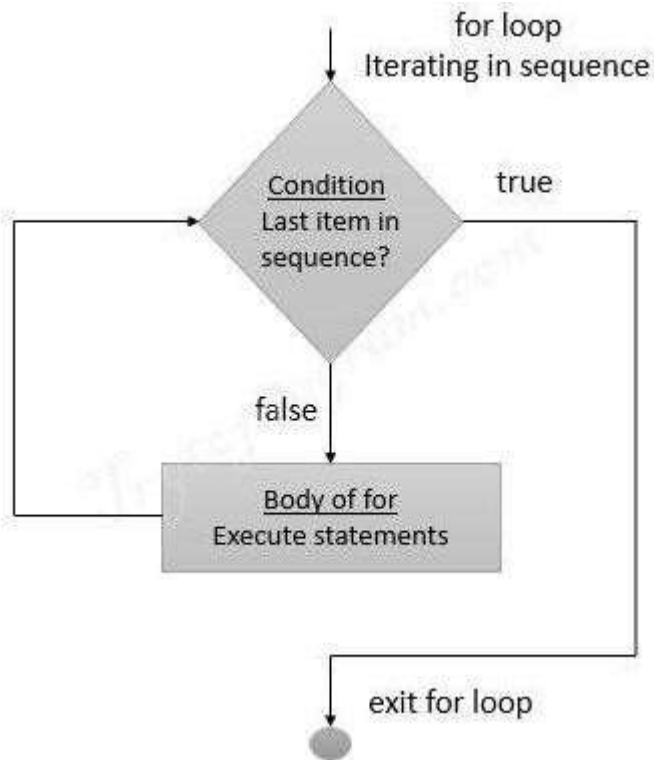 for loop
Iterating in sequence
Condition
Last item in
sequence?
true
false
Body of for
Execute statements
exit for loop